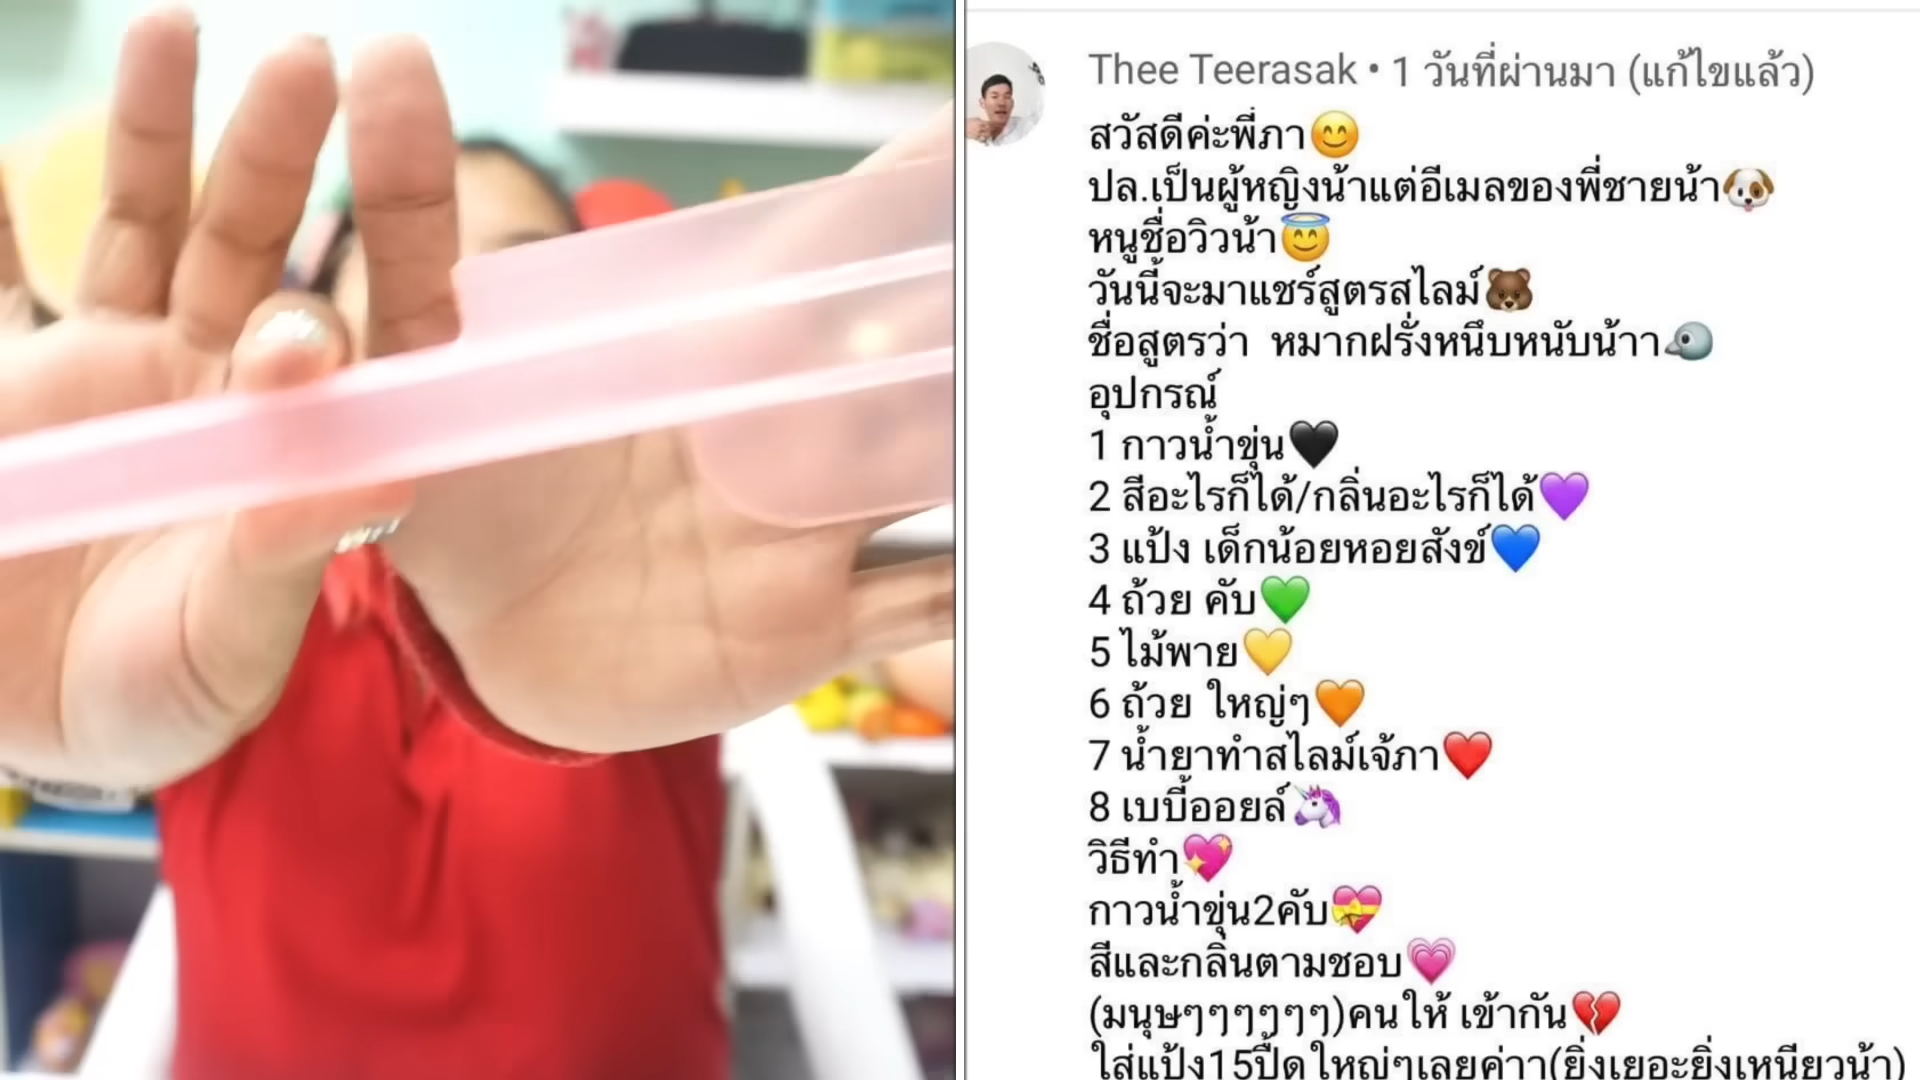 Thee Teerasak • 1 วันที่ผ่านมา (แก้ไขแล้ว)
สวัสดีค่ะพี่ภา😊
ปล.เป็นผู้หญิงน้าแต่อีเมลของพี่ชายน้า🐶
หนูชื่อวิวน้า😇
วันนี้จะมาแชร์สูตรสไลม์🐻
ชื่อสูตรว่า หมากฝรั่งหนึบหนับน้าา🐦
อุปกรณ์
1 กาวน้ำขุ่น🖤
2 สีอะไรก็ได้/กลิ่นอะไรก็ได้💜
3 แป้ง เด็กน้อยหอยสังข์💙
4 ถ้วย คับ💚
5 ไม้พาย💛
6 ถ้วย ใหญ่ๆ🧡
7 น้ำยาทำสไลม์เจ้ภา❤️
8 เบบี้ออยล์🦄
วิธีทำ💖
กาวน้ำขุ่น2คับ💝
สีและกลิ่นตามชอบ💗
(มนุษๆๆๆๆๆๆ)คนให้ เข้ากัน💔
ใส่แป้ง15ปื้ดใหญ่ๆเลยค่าา(ยิ่งเยอะยิ่งเหนียวน้า)